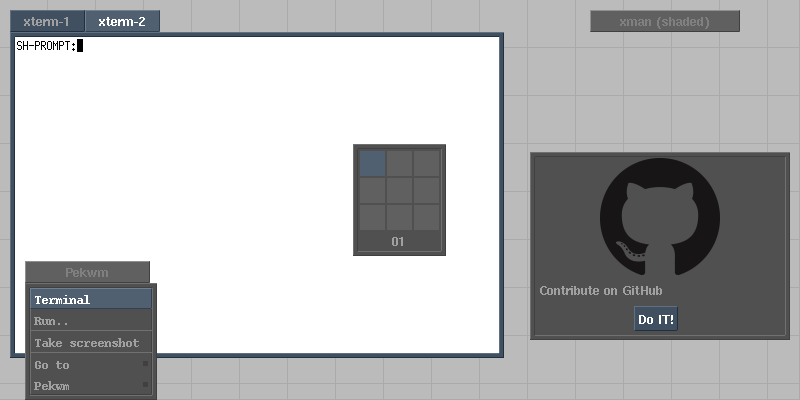 xterm-1 xterm-2
xman (shaded)
SH-PROMPT:
01
Contribute on GitHub
Do IT!
Pekwm
Terminal
Run..
Take screenshot
Go to
Pekwm